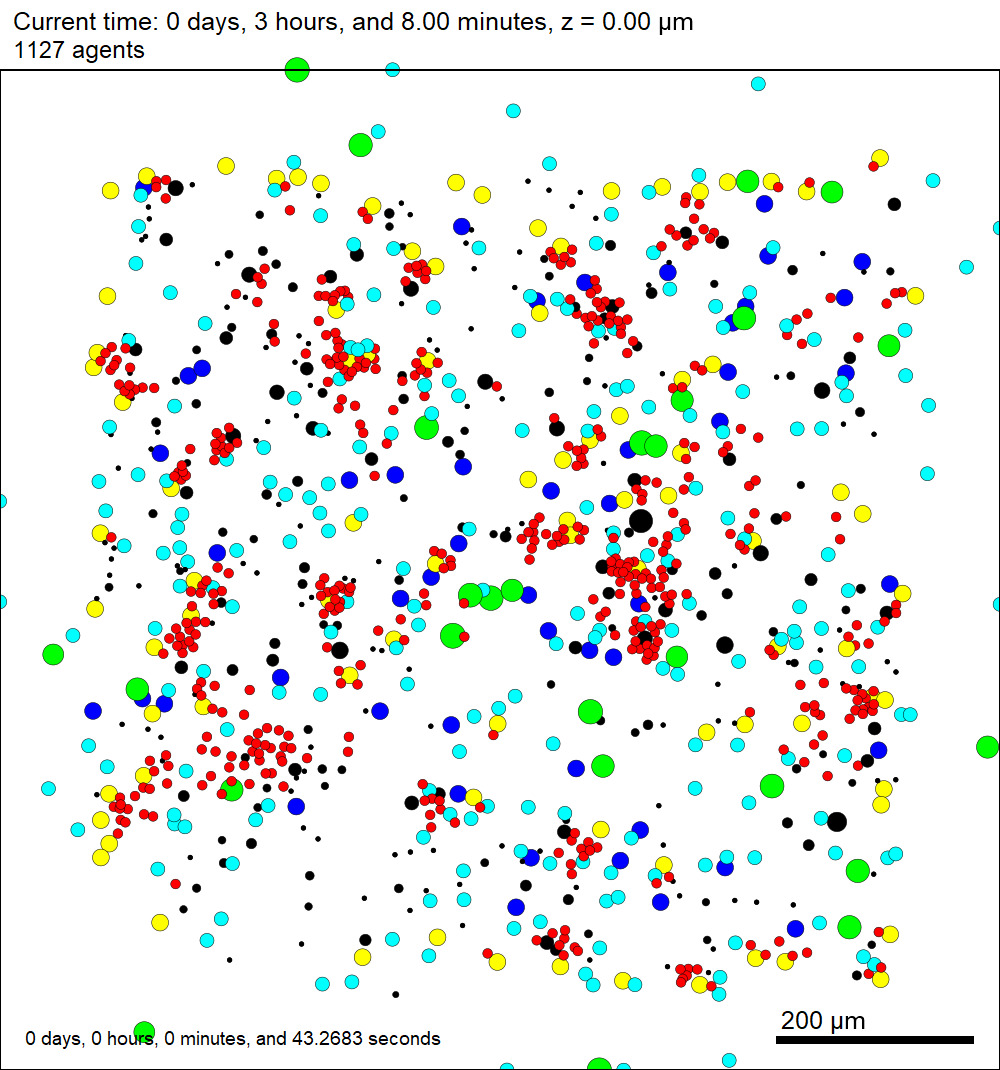 Current time: 0 days, 3 hours, and 8.00 minutes, z = 0.00 µm
1127 agents
200 µm
0 days, 0 hours, 0 minutes, and 43.2683 seconds